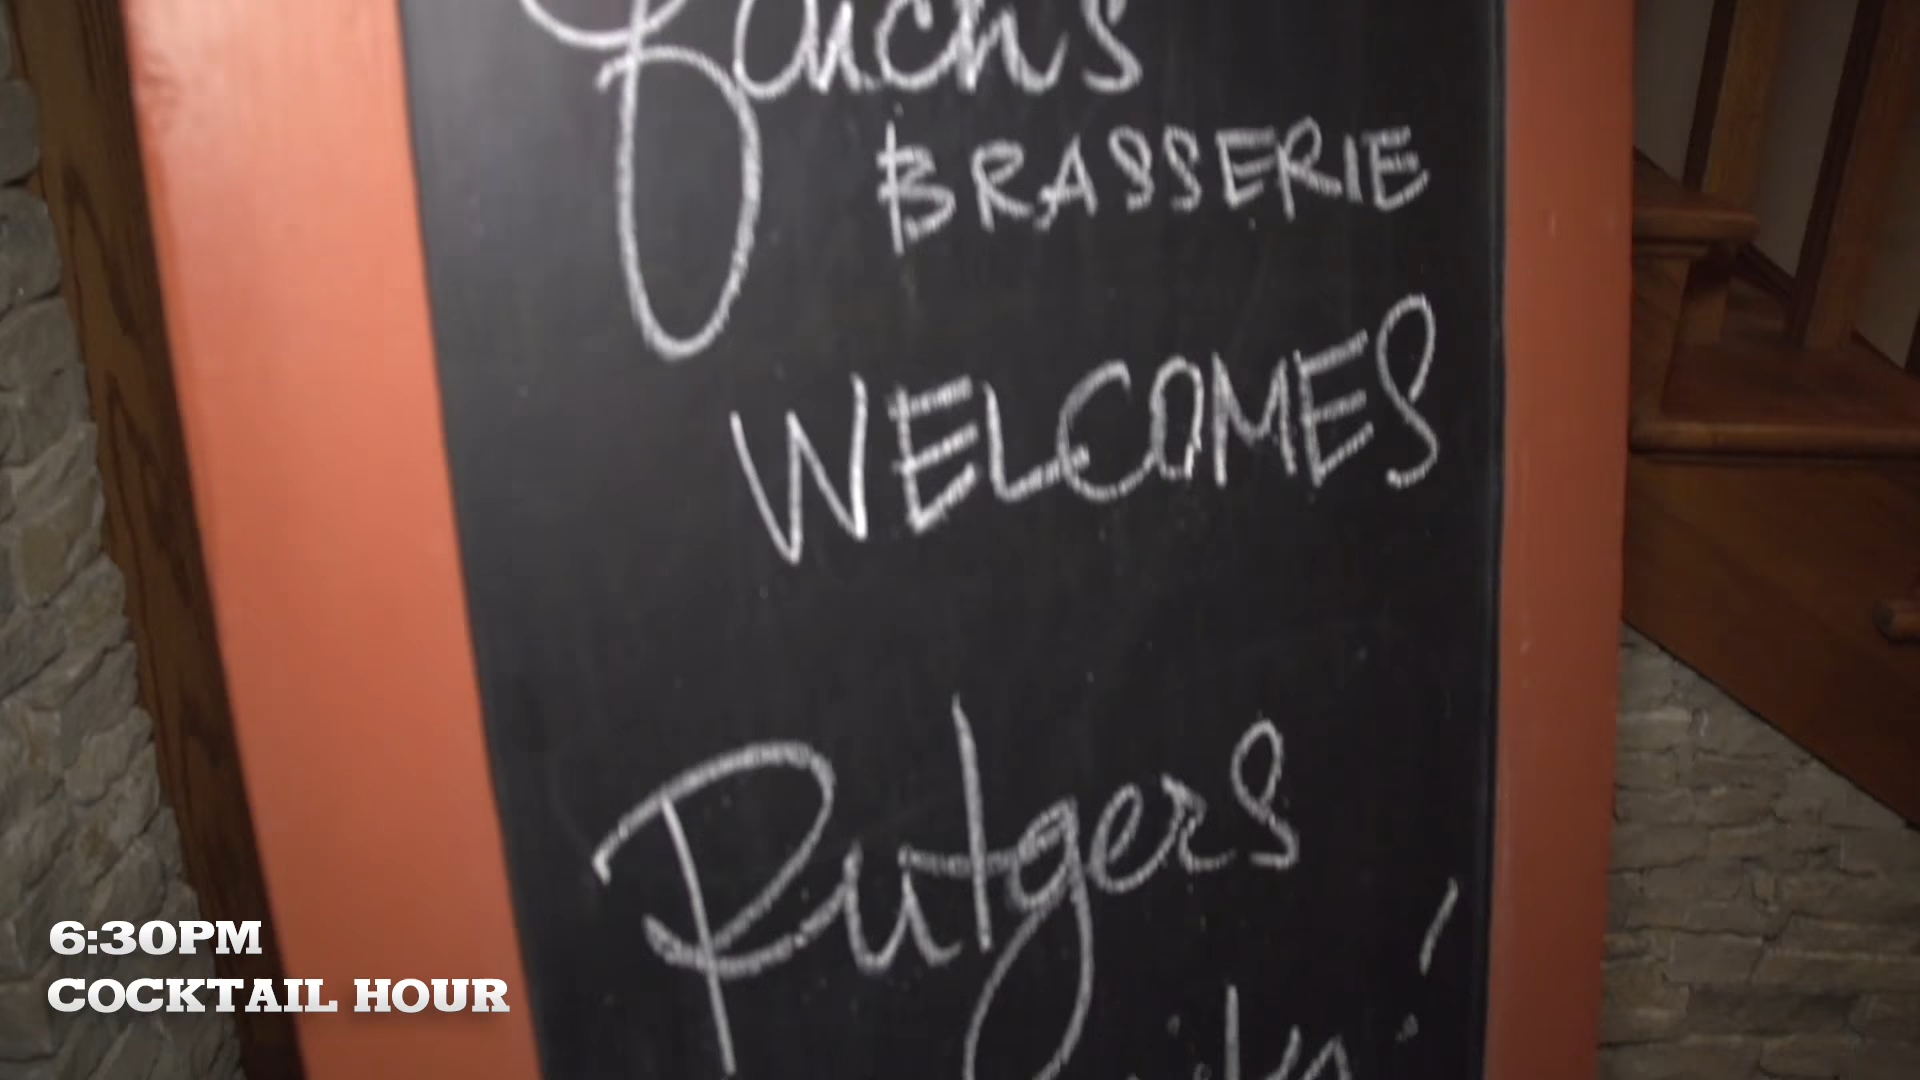 BRASSERIE
WELCOMES
Rutgers
!
6:30PM
COCKTAIL HOUR